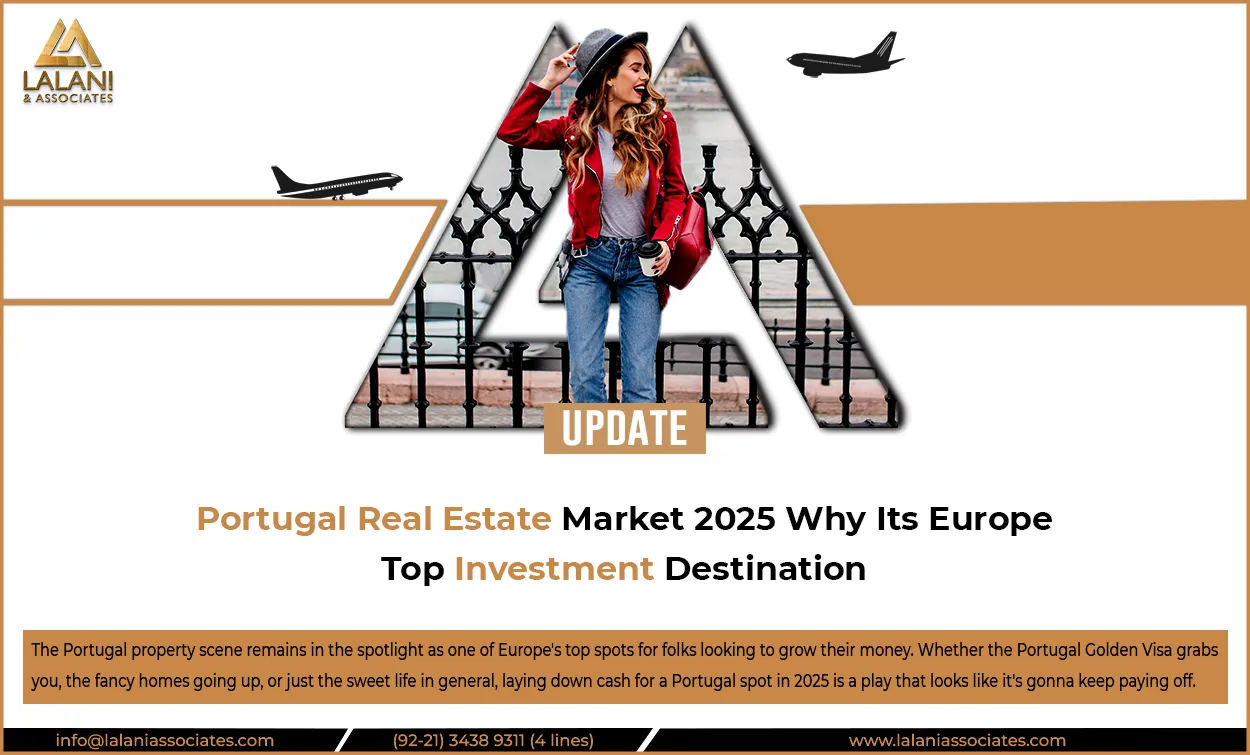 LALANI
& ASSOCIATES
UPDATE
Portugal Real Estate Market 2025 Why Its Europe
Top Investment Destination
The Portugal property scene remains in the spotlight as one of Europe's top spots for folks looking to grow their money. Whether the Portugal Golden Visa grabs
you, the fancy homes going up, or just the sweet life in general, laying down cash for a Portugal spot in 2025 is a play that looks like it's gonna keep paying off.
info@lalaniassociates.com
(92-21) 3438 9311 (4 lines)
www.lalaniassociates.com